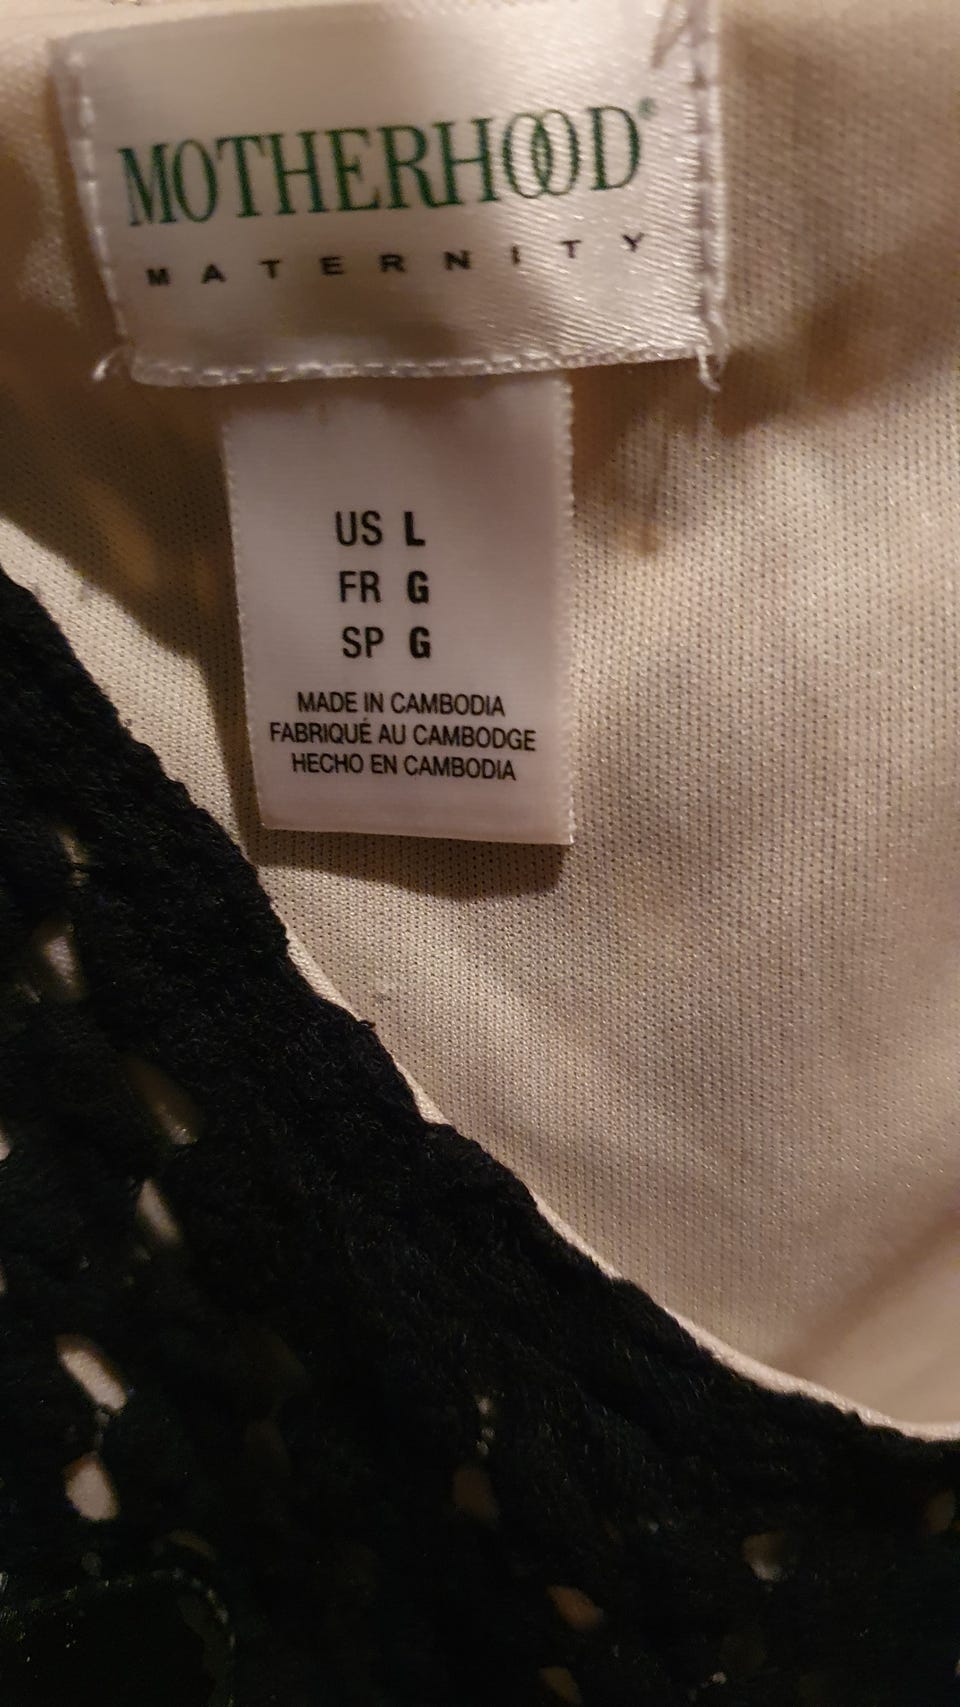 MOTHERHOOD®
MATERNITY
US L
FR G
SP G
MADE IN CAMBODIA
FABRIQUÉ AU CAMBODGE
HECHO EN CAMBODIA